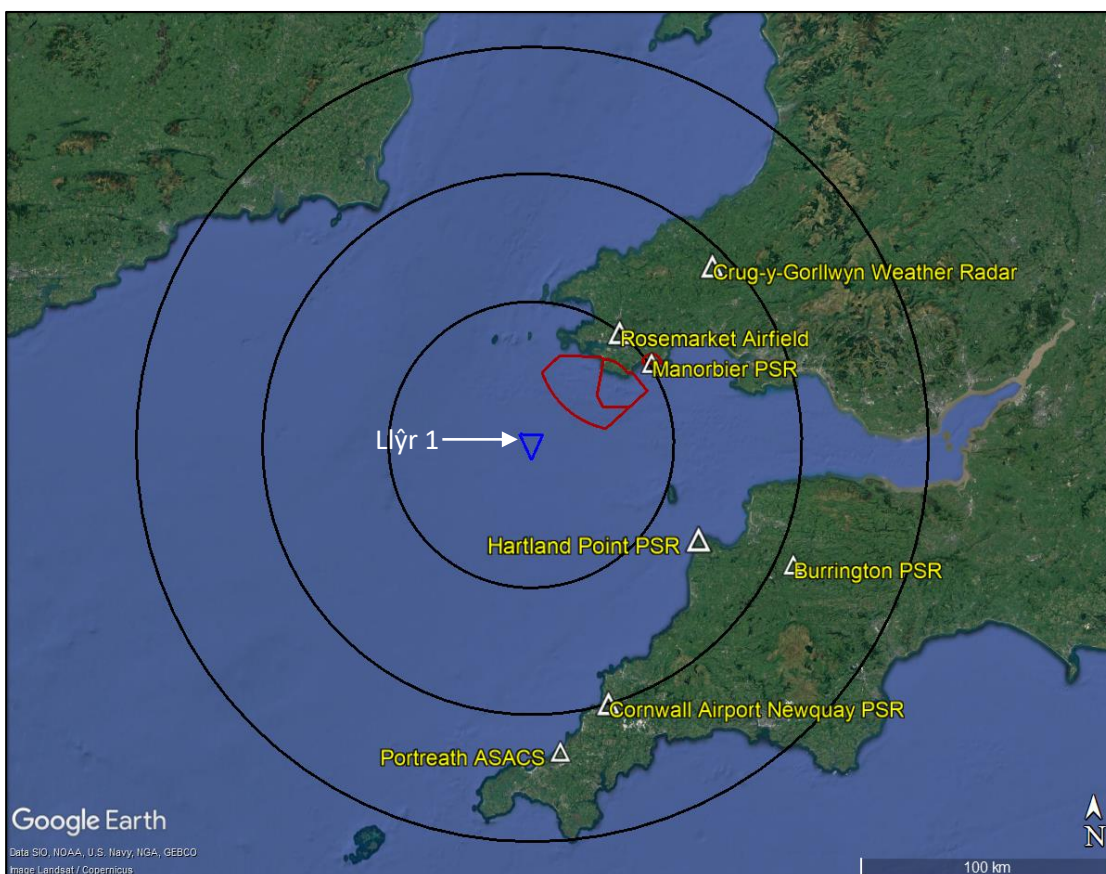 Crug-y-Gorllwyn Weather Radar
Rosemarket Airfield
Manorbier PSR
Llŷr 1
Hartland Point PSR
Burrington PSR
Cornwall Airport Newquay PSR
Portreath ASACS
Google Earth
N
Data SIO, NOAA, U.S. Navy, NGA, GEBCO
Image Landsat / Copernicus
100 km